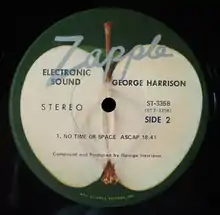 Zapple
ELECTRONIC SOUND
GEORGE HARRISON
STEREO
ST-3358
SIDE 2
1. NO TIME OR SPACE ASCAP 18:41
Composed and Produced by George Harrison